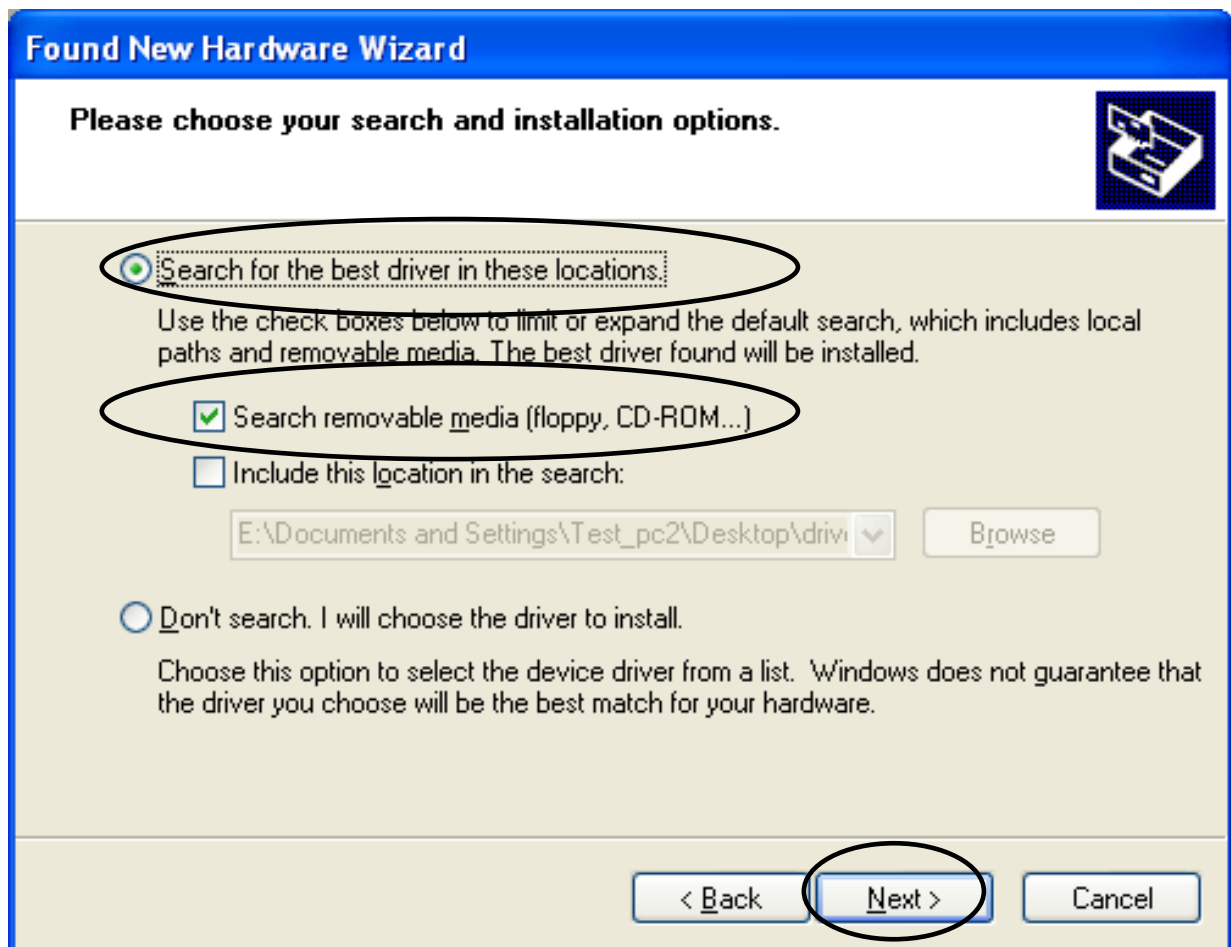 Found New Hardware Wizard
Please choose your search and installation options.
Search for the best driver in these locations.
Use the check boxes below to limit or expand the default search, which includes local
paths and removable media. The best driver found will be installed.
Search removable media (floppy, CD-ROM...)
Include this location in the search:
E:\Documents and Settings\Test_pc2\Desktop\driv
Browse
Don't search. I will choose the driver to install.
Choose this option to select the device driver from a list.  Windows does not guarantee that
the driver you choose will be the best match for your hardware.
< Back
Next >
Cancel